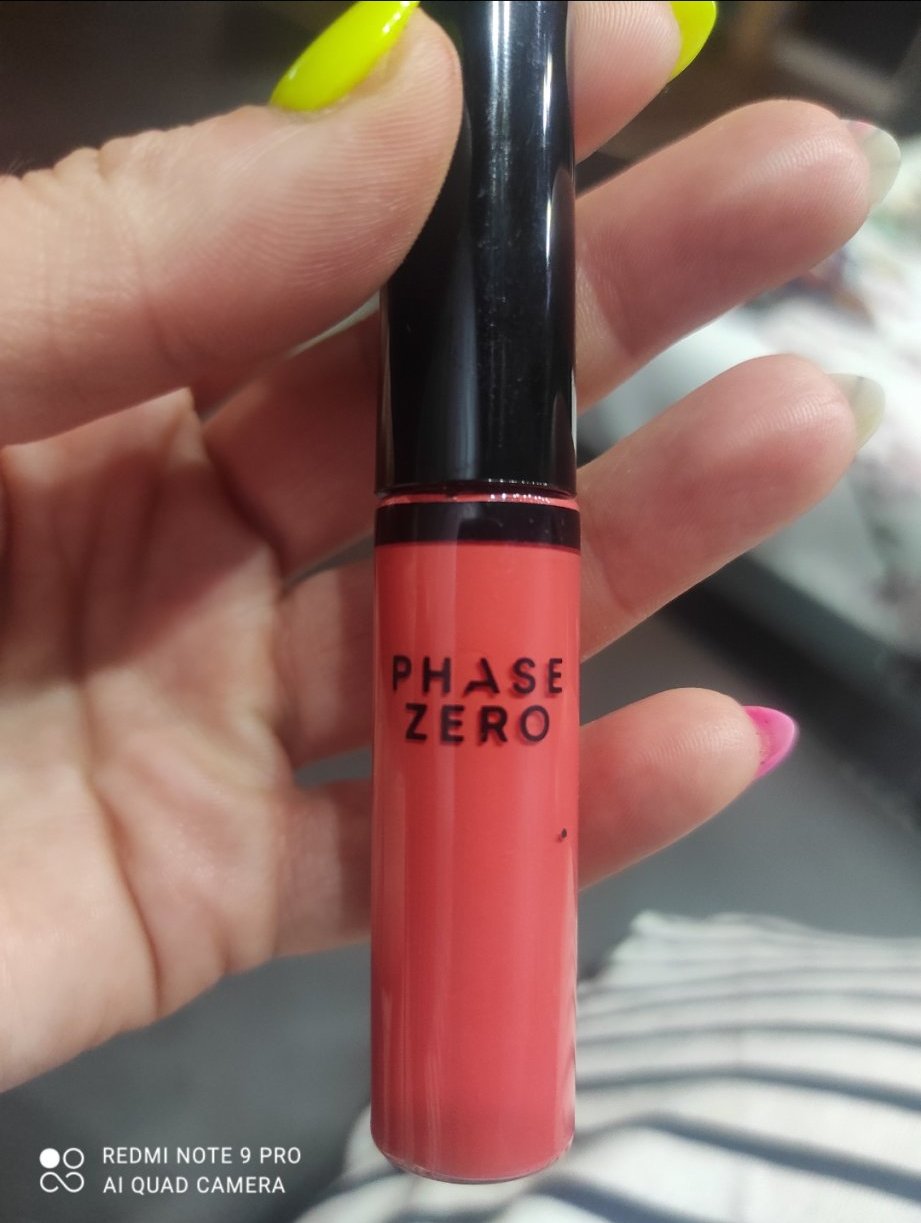 PHASE
ZERO
REDMI NOTE 9 PRO
AI QUAD CAMERA